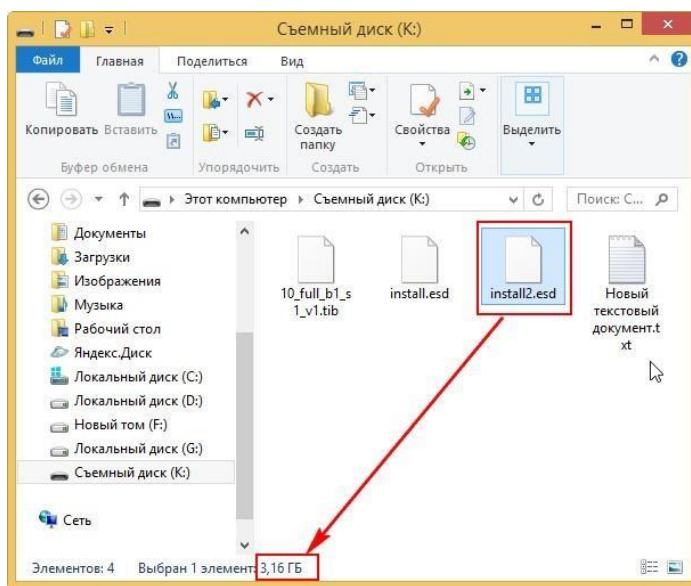 Съемный диск (K:)
Файл Главная Поделиться Вид
Копировать Вставить
Создать папку
Свойства
Выделить
Буфер обмена Упорядочить Создать Открыть
Этот компьютер Съемный диск (K:) Поиск: С...
Документы
Загрузки
Изображения
Музыка
Рабочий стол
Яндекс.Диск
Локальный диск (C:)
Локальный диск (D:)
Новый том (F:)
Локальный диск (G:)
Съемный диск (K:)
Сеть
10_full_b1_s
1_v1.tib
install.esd
install2.esd
Новый
текстовый
документ.t
xt
Элементов: 4 Выбран 1 элемент: 3,16 ГБ